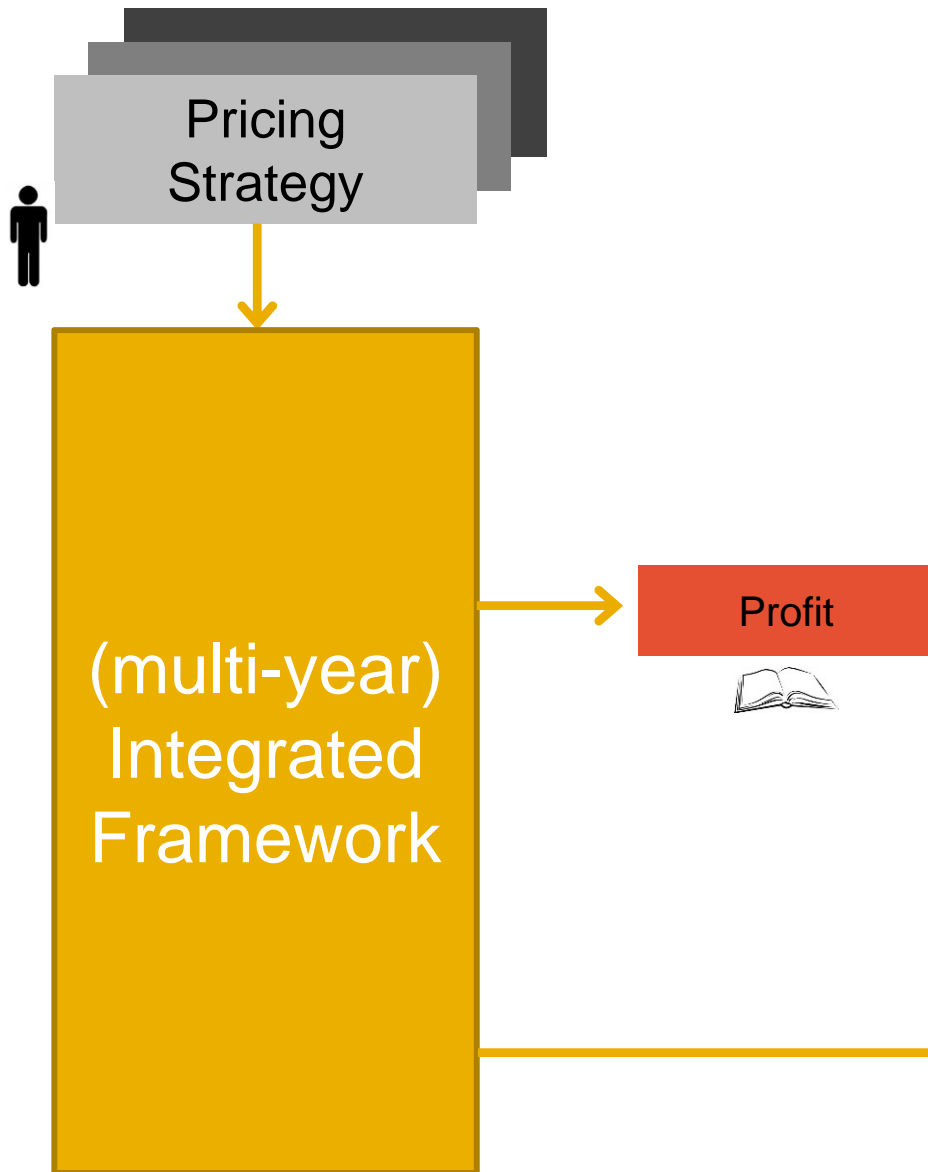 Pricing
Strategy
Profit
(multi-year)
Integrated
Framework